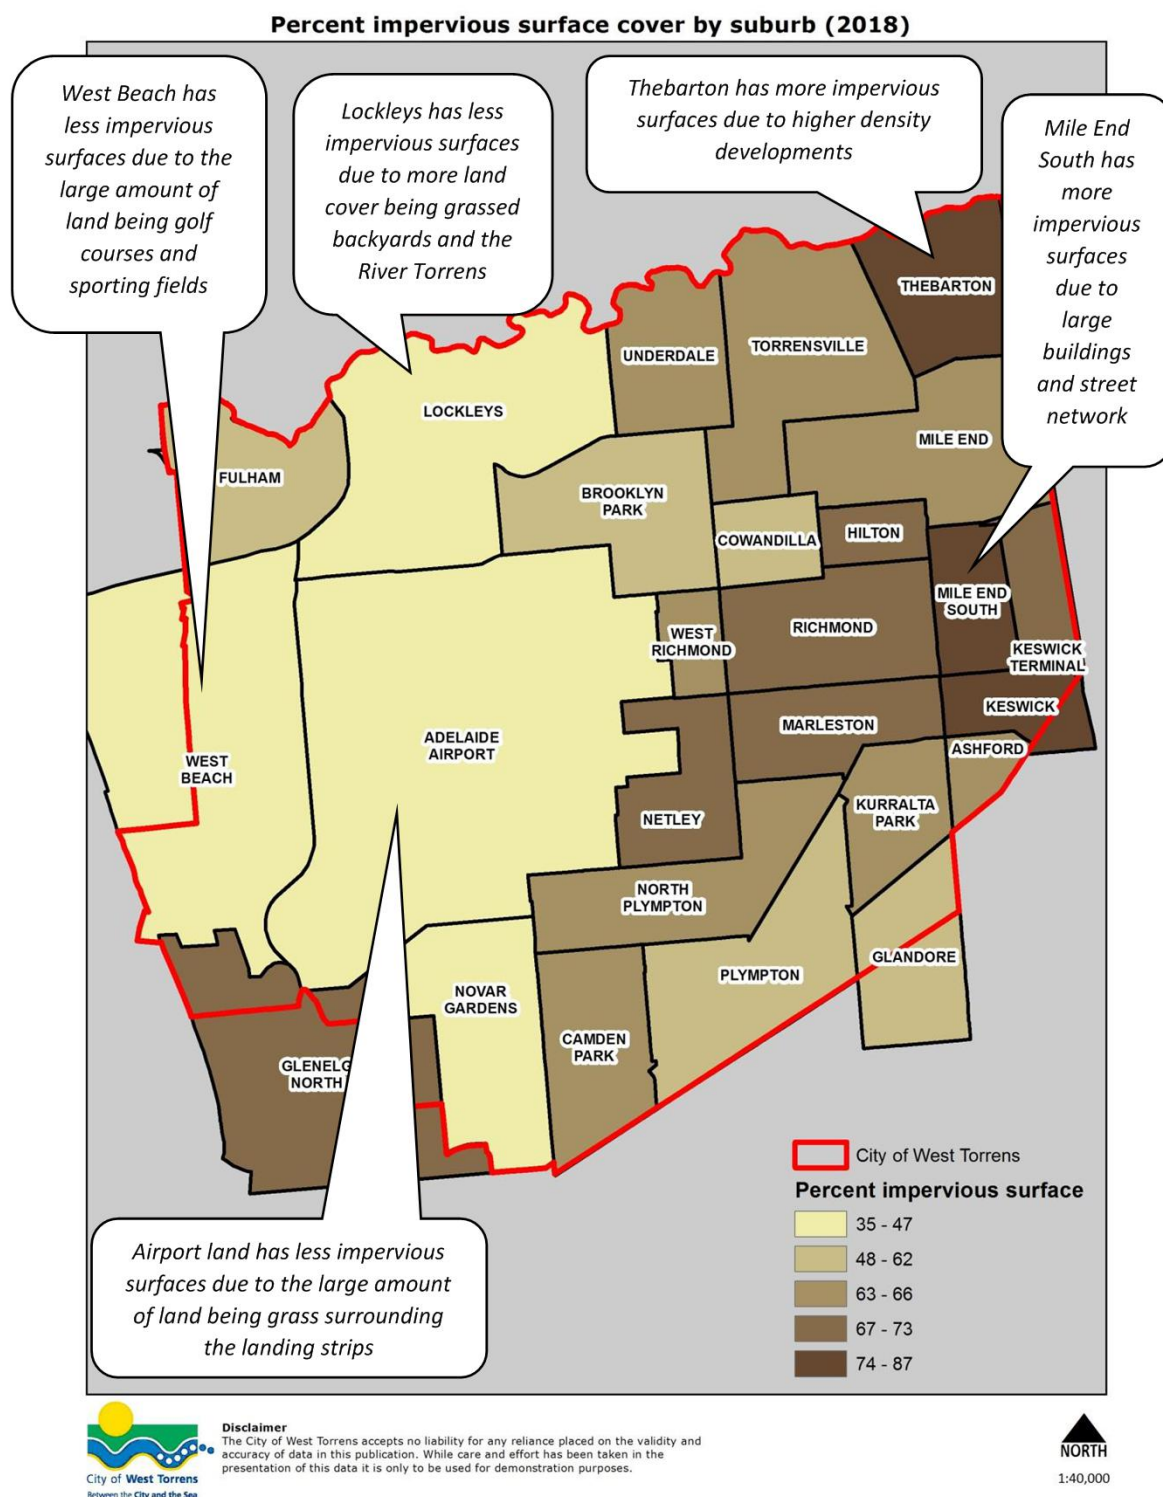 Percent impervious surface cover by suburb (2018)
West Beach has
less impervious
surfaces due to the
large amount of
land being golf
courses and
sporting fields
Lockleys has less
impervious surfaces
due to more land
cover being grassed
backyards and the
River Torrens
Thebarton has more impervious
surfaces due to higher density
developments
Mile End
South has
more
impervious
surfaces
due to
large
buildings
and street
network
THEBARTON
UNDERDALE
TORRENSVILLE
LOCKLEYS
MILE END
FULHAM
BROOKLYN
PARK
COWANDILLA
HILTON
MILE END
SOUTH
WEST
RICHMOND
RICHMOND
KESWICK
TERMINAL
KESWICK
MARLESTON
ADELAIDE
AIRPORT
ASHFORD
WEST
BEACH
KURRALTA
PARK
NETLEY
NORTH
PLYMPTON
GLANDORE
PLYMPTON
NOVAR
GARDENS
CAMDEN
PARK
GLENELG
NORTH
Airport land has less impervious
surfaces due to the large amount
of land being grass surrounding
the landing strips
City of West Torrens
Percent impervious surface
35 - 47
48 - 62
63 - 66
67 - 73
74 - 87
City of West Torrens
Between the City and the Sea
Disclaimer
The City of West Torrens accepts no liability for any reliance placed on the validity and
accuracy of data in this publication. While care and effort has been taken in the
presentation of this data it is only to be used for demonstration purposes.
NORTH
1:40,000